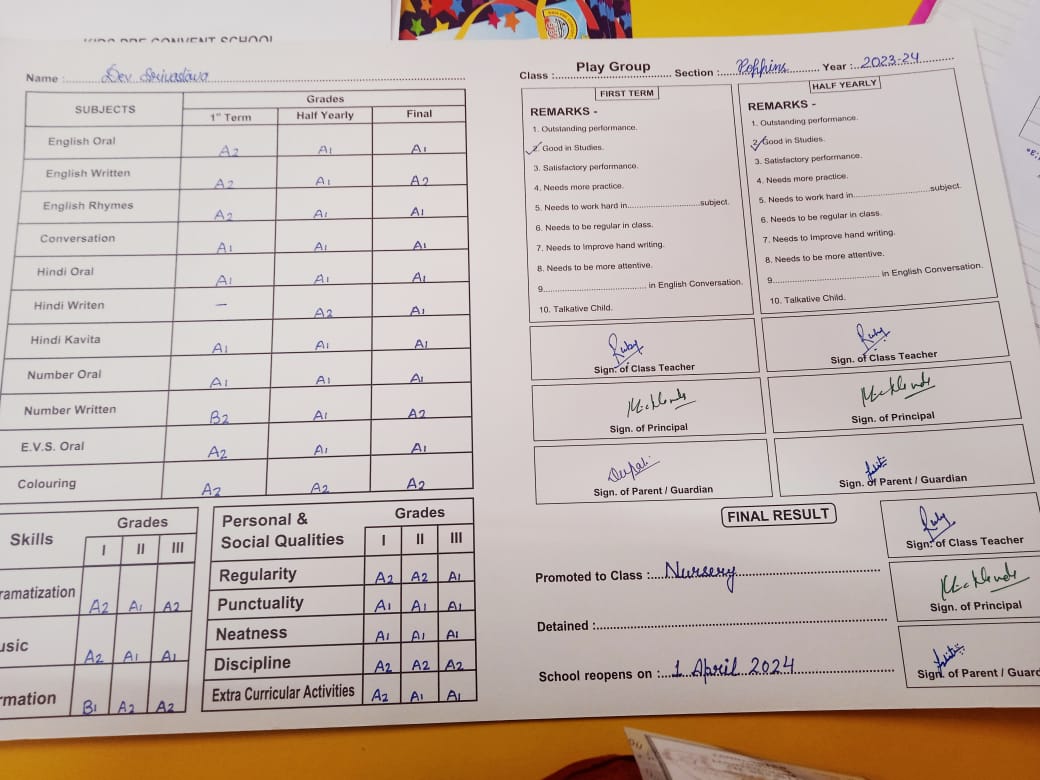 KIDS PRE CONVENT SCHOOL
Name : Dev Srivastava
SUBJECTS Grades
1st Term Half Yearly Final
English Oral A2 A1 A1
English Written A2 A1 A2
English Rhymes A2 A1 A1
Conversation A1 A1 A1
Hindi Oral A1 A1 A1
Hindi Writen — A2 A1
Hindi Kavita A1 A1 A1
Number Oral A1 A1 A1
Number Written B2 A1 A2
E.V.S. Oral A2 A1 A1
Colouring A2 A2 A2
Skills Grades
I II III
ramatization A2 A1 A2
usic A2 A1 A1
rmation B1 A2 A2
Personal &
Social Qualities
Grades
I II III
Regularity A2 A2 A1
Punctuality A1 A1 A1
Neatness A1 A1 A1
Discipline A2 A2 A2
Extra Curricular Activities A2 A1 A1
Class : Play Group Section : Poppins Year : 2023-24
FIRST TERM
REMARKS -
1. Outstanding performance.
2. Good in Studies.
3. Satisfactory performance.
4. Needs more practice.
5. Needs to work hard in..............................subject.
6. Needs to be regular in class.
7. Needs to Improve hand writing.
8. Needs to be more attentive.
9.......................................... in English Conversation.
10. Talkative Child.
Ruby
Sign. of Class Teacher
Sign. of Principal
Sign. of Parent / Guardian
HALF YEARLY
REMARKS -
1. Outstanding performance.
2. Good in Studies.
3. Satisfactory performance.
4. Needs more practice.
5. Needs to work hard in..............................subject.
6. Needs to be regular in class.
7. Needs to Improve hand writing.
8. Needs to be more attentive.
9.......................................... in English Conversation.
10. Talkative Child.
Ruby
Sign. of Class Teacher
Sign. of Principal
Sign. of Parent / Guardian
FINAL RESULT
Promoted to Class : Nursery
Detained :
School reopens on : 1 April 2024
Ruby
Sign. of Class Teacher
Sign. of Principal
Sign. of Parent / Guard